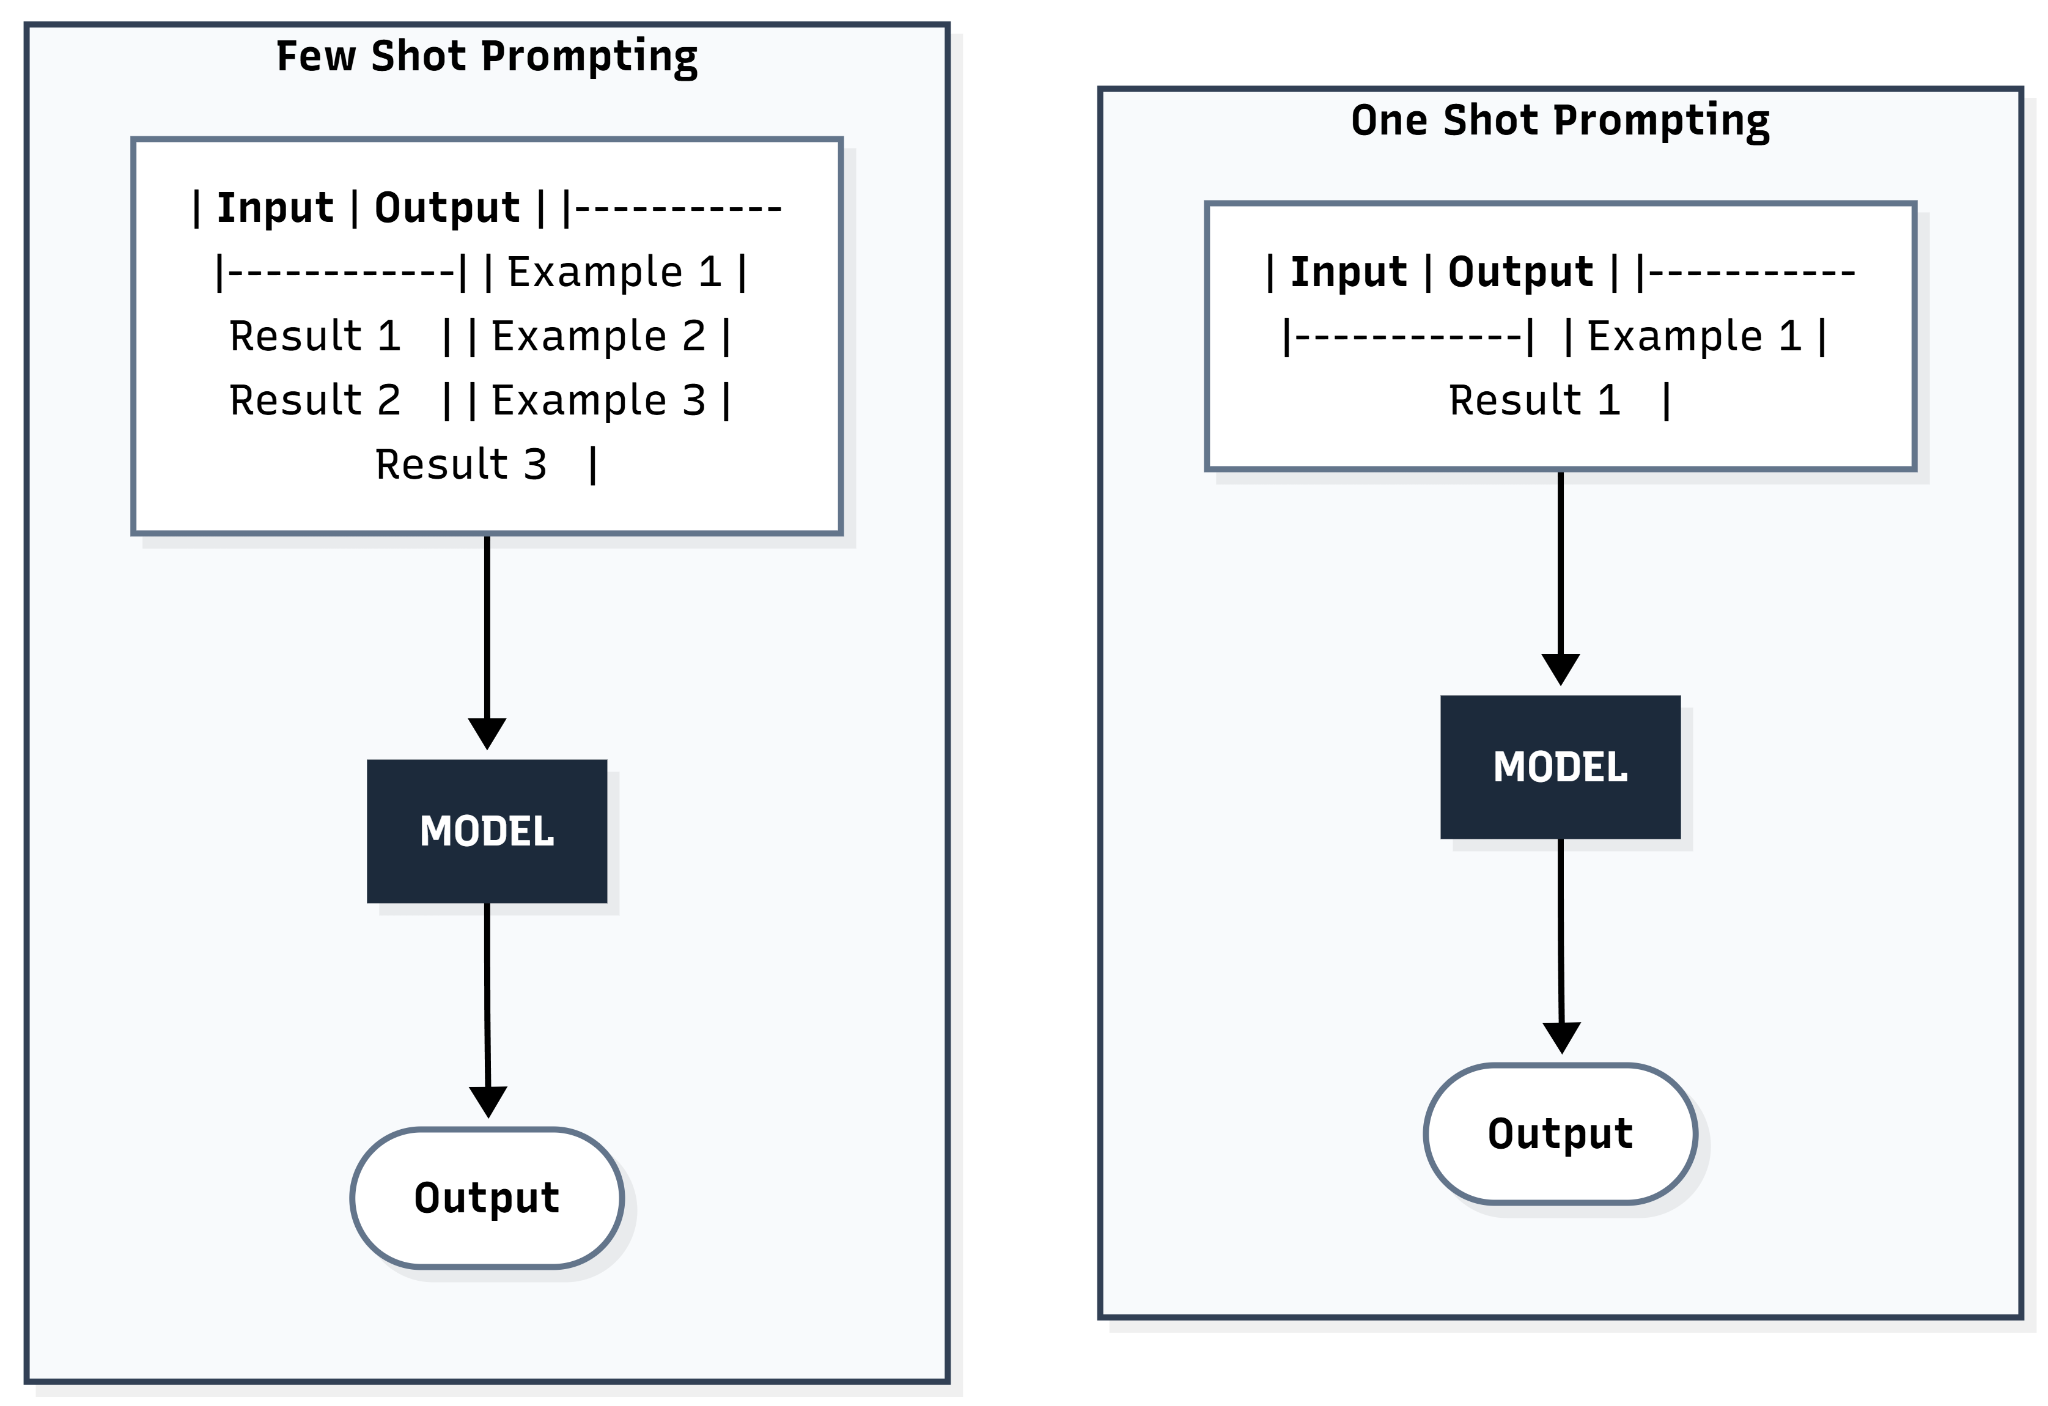 Few Shot Prompting
| Input | Output | |-----------
|------------| | Example 1 |
Result 1 | | Example 2 |
Result 2 | | Example 3 |
Result 3 |
MODEL
Output
One Shot Prompting
| Input | Output | |-----------
|------------| | Example 1 |
Result 1 |
MODEL
Output